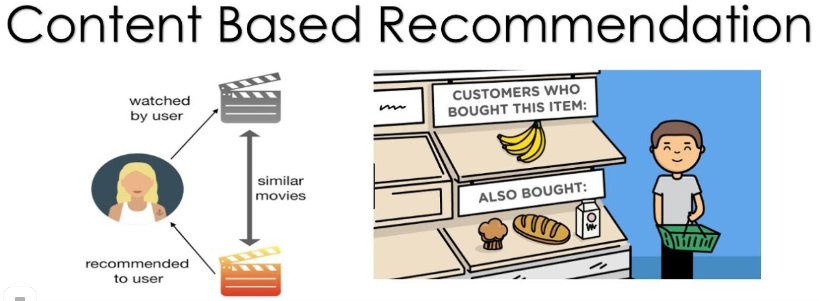 Content Based Recommendation
watched
by user
similar
movies
recommended
to user
CUSTOMERS WHO
BOUGHT THIS ITEM:
ALSO BOUGHT: